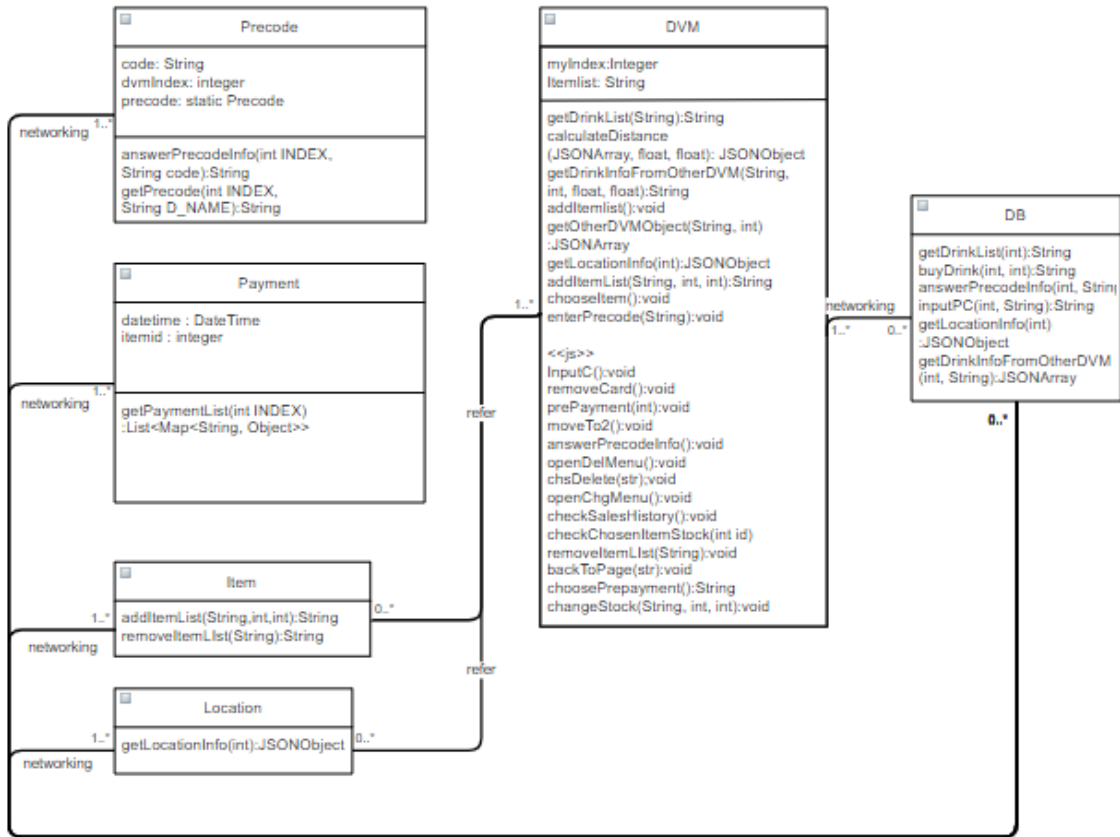 Precode
code: String
dvmIndex: integer
precode: static Precode
answerPrecodeInfo(int INDEX,
String code):String
getPrecode(int INDEX,
String D_NAME):String
1..*
networking
Payment
datetime : DateTime
itemid : integer
getPaymentList(int INDEX)
:List<Map<String, Object>>
1..*
networking
Item
addItemList(String,int,int):String
removeItemLIst(String):String
1..*
networking
0..*
Location
getLocationInfo(int):JSONObject
1..*
networking
0..*
refer
refer
1..*
DVM
myIndex:Integer
Itemlist: String
getDrinkList(String):String
calculateDistance
(JSONArray, float, float): JSONObject
getDrinkInfoFromOtherDVM(String,
int, float, float):String
addItemlist():void
getOtherDVMObject(String, int)
:JSONArray
getLocationInfo(int):JSONObject
addItemList(String, int, int):String
chooseItem():void
enterPrecode(String):void
<<js>>
InputC():void
removeCard():void
prePayment(int):void
moveTo2():void
answerPrecodeInfo():void
openDelMenu():void
chsDelete(str);void
openChgMenu():void
checkSalesHistory():void
checkChosenItemStock(int id)
removeItemLIst(String):void
backToPage(str):void
choosePrepayment():String
changeStock(String, int, int):void
networking
1..*
0..*
DB
getDrinkList(int):String
buyDrink(int, int):String
answerPrecodeInfo(int, String
inputPC(int, String):String
getLocationInfo(int)
:JSONObject
getDrinkInfoFromOtherDVM
(int, String):JSONArray
0..*